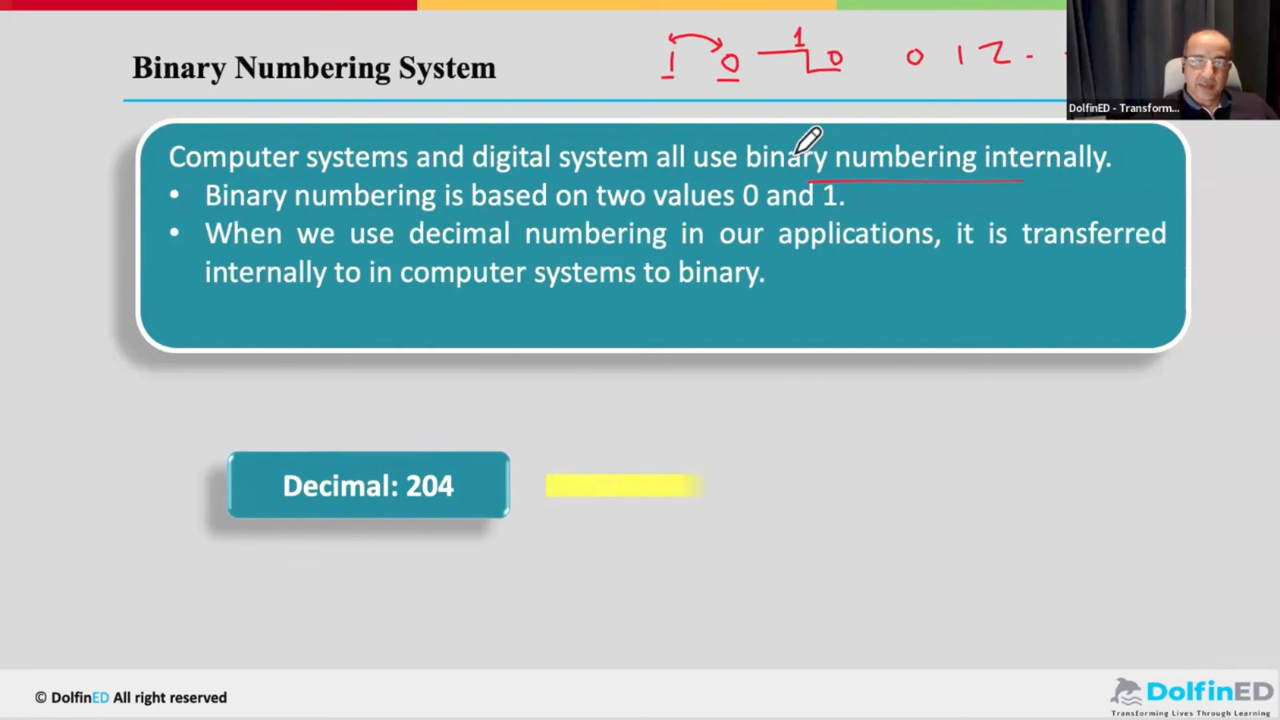 Binary Numbering System
1 0 1 0 0 1 2 .
DolfinED - Transform...
Computer systems and digital system all use binary numbering internally.
• Binary numbering is based on two values 0 and 1.
• When we use decimal numbering in our applications, it is transferred
internally to in computer systems to binary.
Decimal: 204
© DolfinED All right reserved
DolfinED
Transforming Lives Through Learning